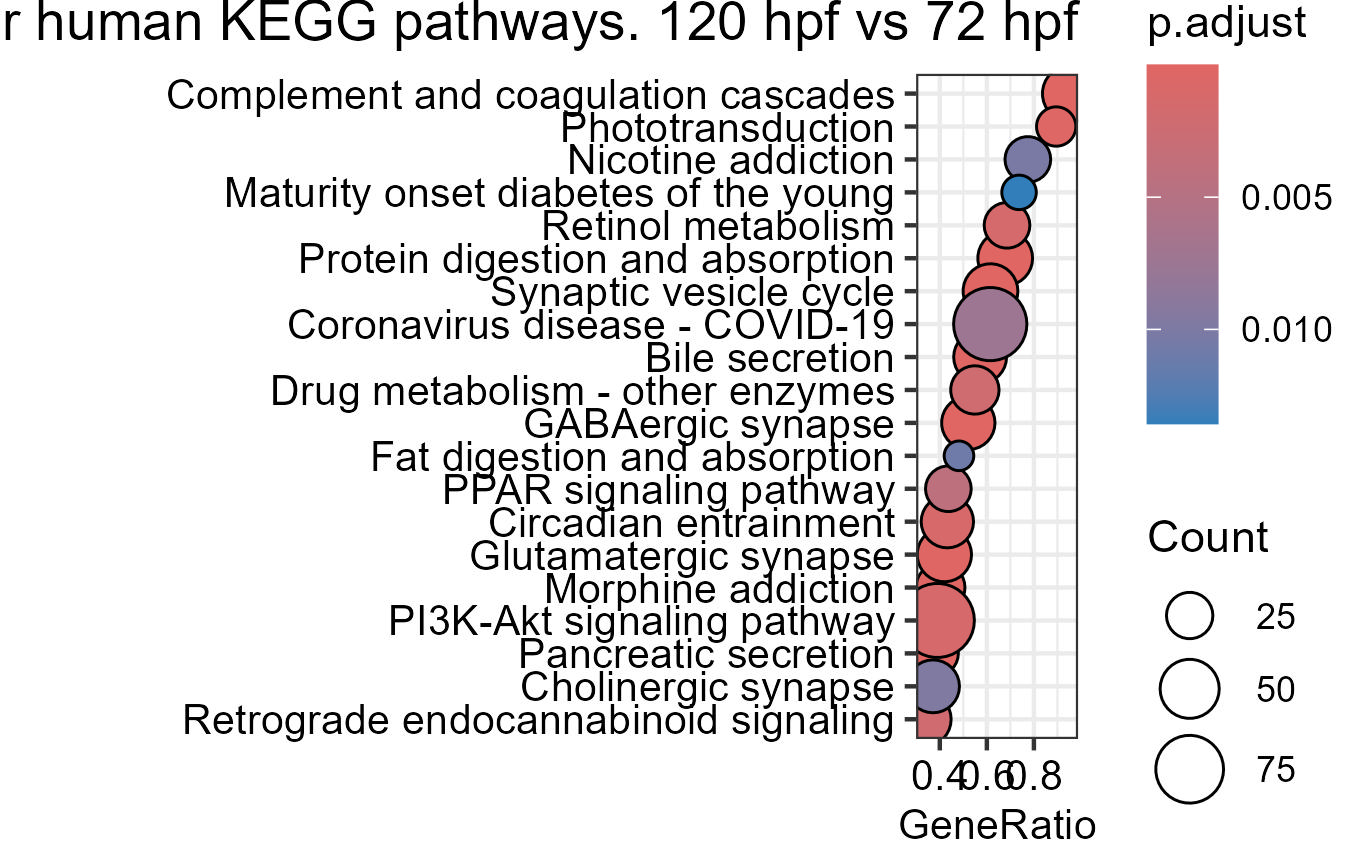 r human KEGG pathways. 120 hpf vs 72 hpf
Complement and coagulation cascades
Phototransduction
Nicotine addiction
Maturity onset diabetes of the young
Retinol metabolism
Protein digestion and absorption
Synaptic vesicle cycle
Coronavirus disease - COVID-19
Bile secretion
Drug metabolism - other enzymes
GABAergic synapse
Fat digestion and absorption
PPAR signaling pathway
Circadian entrainment
Glutamatergic synapse
Morphine addiction
PI3K-Akt signaling pathway
Pancreatic secretion
Cholinergic synapse
Retrograde endocannabinoid signaling
0.4 0.6 0.8
GeneRatio
p.adjust
0.005
0.010
Count
25
50
75